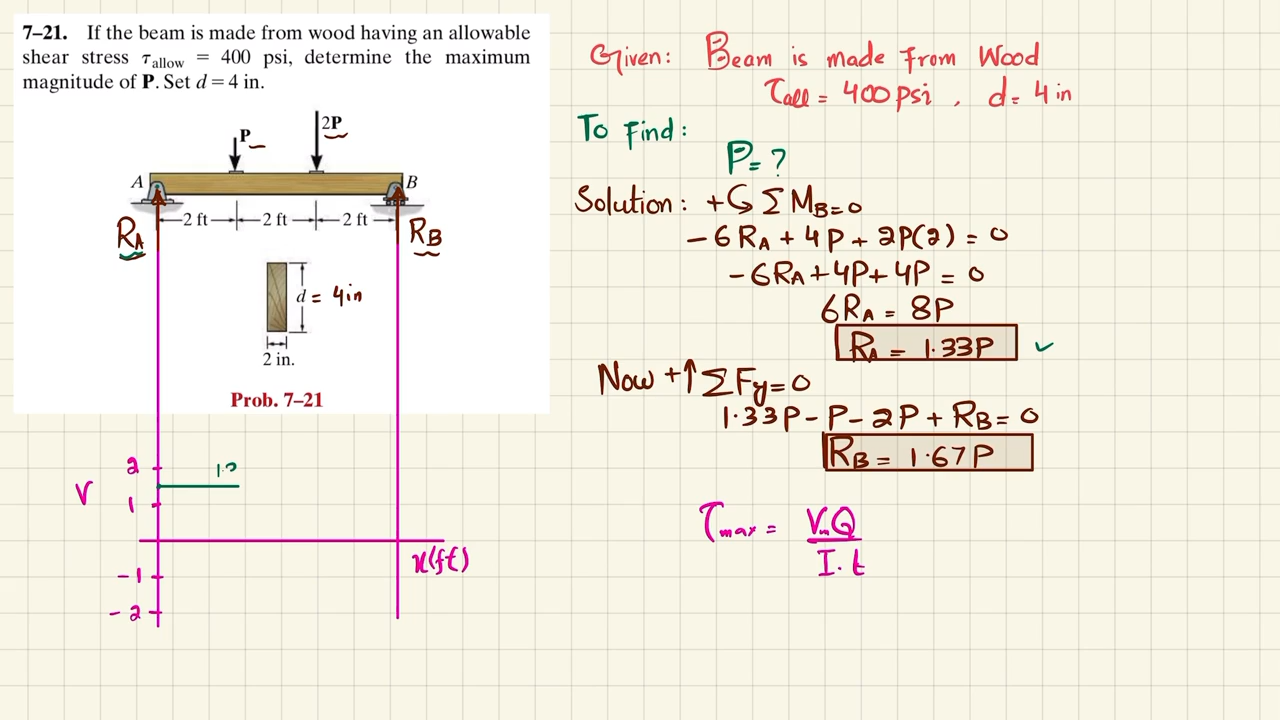 7–21. If the beam is made from wood having an allowable
shear stress τallow = 400 psi, determine the maximum
magnitude of P. Set d = 4 in.
P
2P
A
B
2 ft
2 ft
2 ft
RA
RB
d = 4in
2 in.
Prob. 7–21
V
2
1
-1
-2
1.3
x(ft)
Given: Beam is made from Wood
τall = 400 psi , d = 4 in
To Find:
P = ?
Solution: +↺ ΣMB=0
-6RA + 4P + 2P(2) = 0
-6RA + 4P + 4P = 0
6RA = 8P
RA = 1.33P ✓
Now +↑ΣFy=0
1.33P - P - 2P + RB = 0
RB = 1.67P
τmax = VmQ
I.t